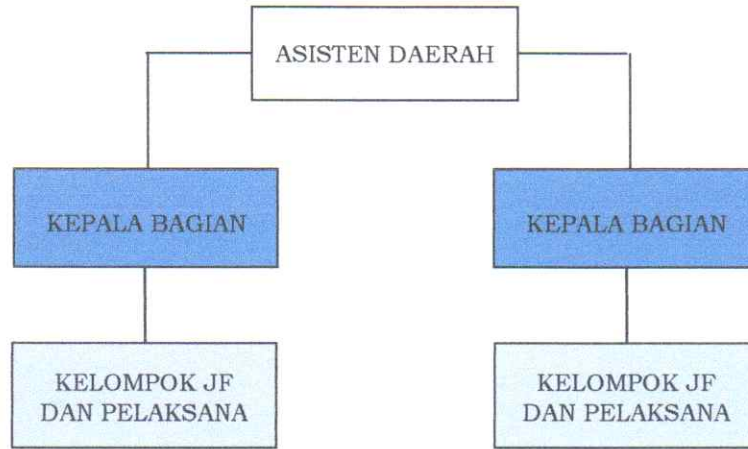 ASISTEN DAERAH
KEPALA BAGIAN
KEPALA BAGIAN
KELOMPOK JF
DAN PELAKSANA
KELOMPOK JF
DAN PELAKSANA